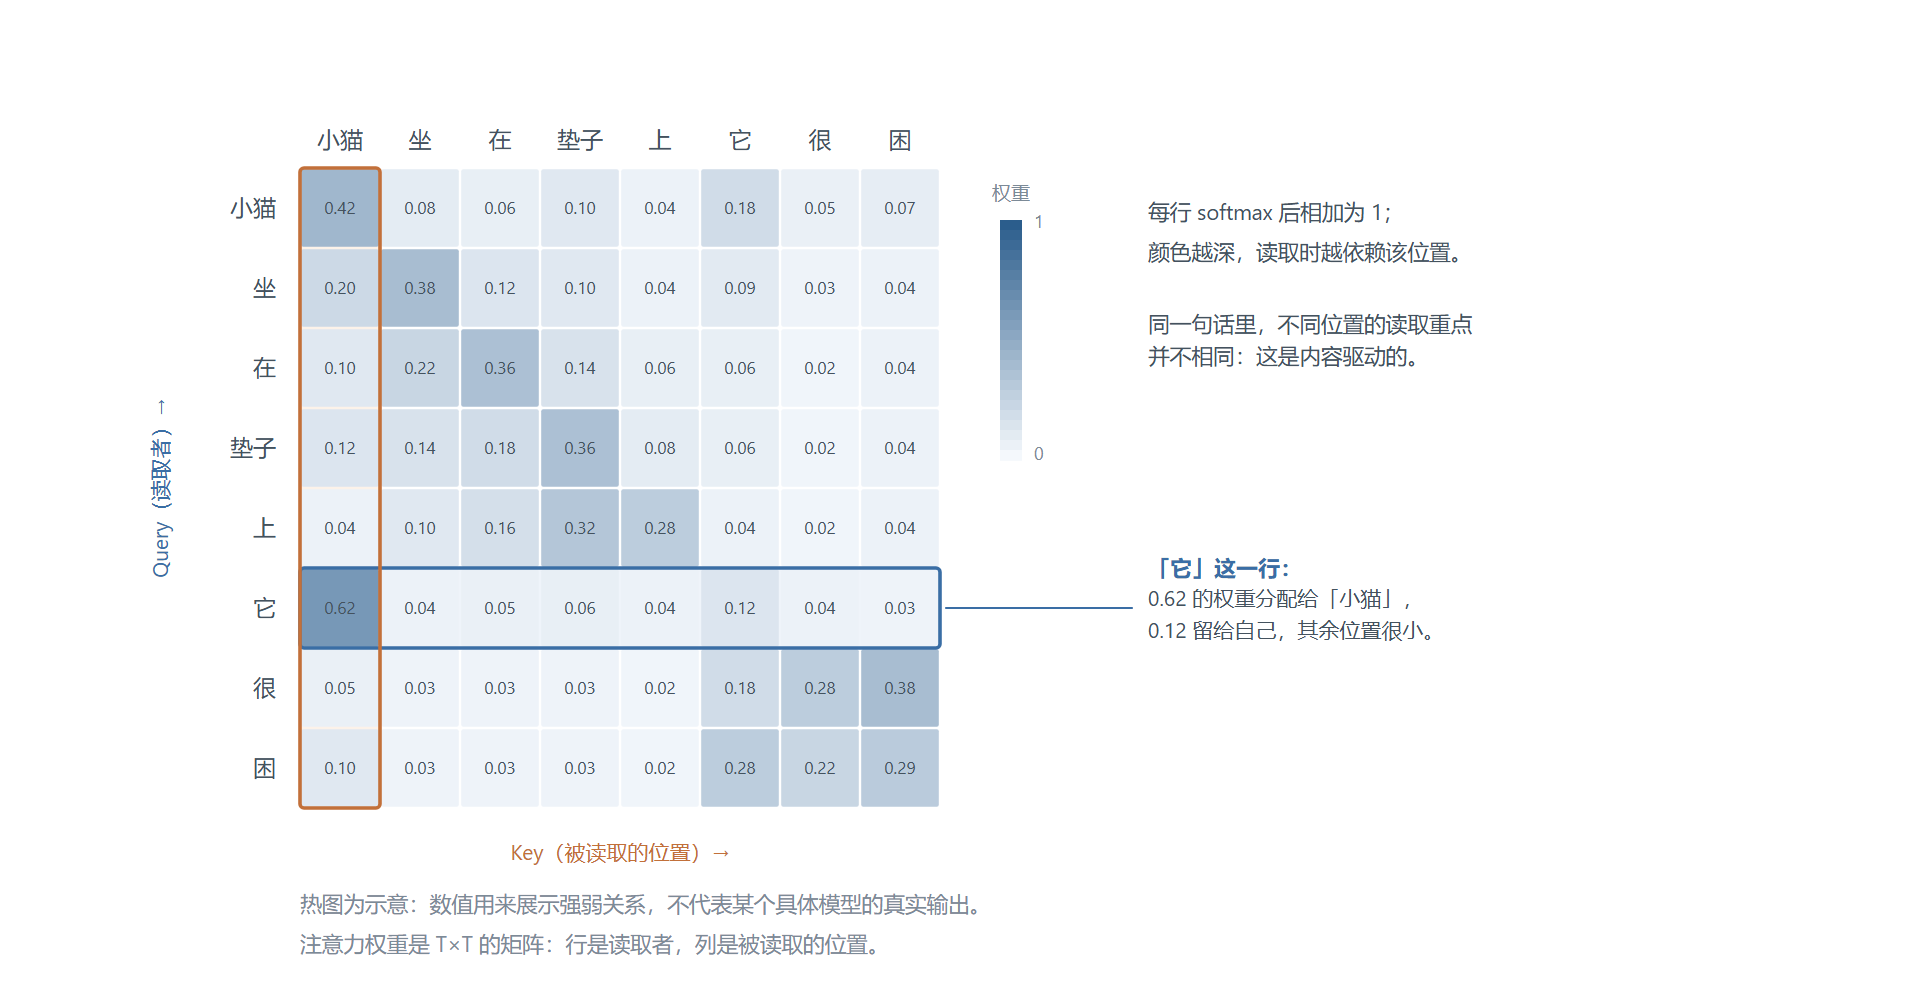 小猫 坐 在 垫子 上 它 很 困
小猫 0.42 0.08 0.06 0.10 0.04 0.18 0.05 0.07
坐 0.20 0.38 0.12 0.10 0.04 0.09 0.03 0.04
在 0.10 0.22 0.36 0.14 0.06 0.06 0.02 0.04
垫子 0.12 0.14 0.18 0.36 0.08 0.06 0.02 0.04
上 0.04 0.10 0.16 0.32 0.28 0.04 0.02 0.04
它 0.62 0.04 0.05 0.06 0.04 0.12 0.04 0.03
很 0.05 0.03 0.03 0.03 0.02 0.18 0.28 0.38
困 0.10 0.03 0.03 0.03 0.02 0.28 0.22 0.29
Query（读取者）→
Key（被读取的位置）→
权重
1
0
每行 softmax 后相加为 1；
颜色越深，读取时越依赖该位置。
同一句话里，不同位置的读取重点
并不相同：这是内容驱动的。
「它」这一行：
0.62 的权重分配给「小猫」，
0.12 留给自己，其余位置很小。
热图为示意：数值用来展示强弱关系，不代表某个具体模型的真实输出。
注意力权重是 T×T 的矩阵：行是读取者，列是被读取的位置。